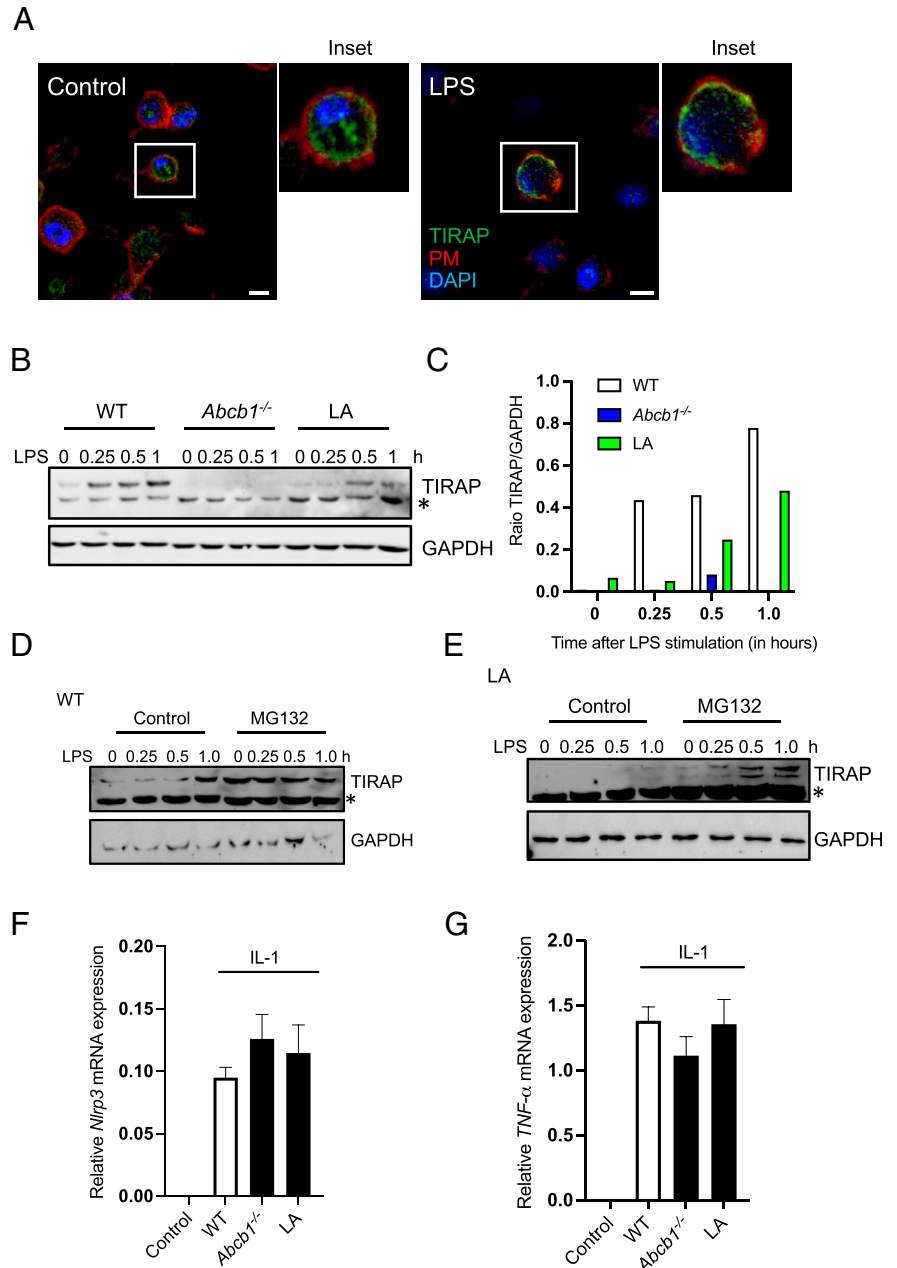 A
Inset
Inset
Control
LPS
TIRAP
PM
DAPI
B
WT
Abcb1-/-
LA
LPS 0 0.25 0.5 1 0 0.25 0.5 1 0 0.25 0.5 1 h
TIRAP
*
GAPDH
C
Raio TIRAP/GAPDH
1.0
0.8
0.6
0.4
0.2
0.0
WT
Abcb1-/-
LA
0 0.25 0.5 1.0
Time after LPS stimulation (in hours)
D
WT
Control
MG132
LPS 0 0.25 0.5 1.0 0 0.25 0.5 1.0 h
TIRAP
*
GAPDH
E
LA
Control
MG132
LPS 0 0.25 0.5 1.0 0 0.25 0.5 1.0 h
TIRAP
*
GAPDH
F
Relative Nlrp3 mRNA expression
0.20
0.15
0.10
0.05
0.00
IL-1
Control
WT
Abcb1-/-
LA
G
Relative TNF-α mRNA expression
2.0
1.5
1.0
0.5
0.0
IL-1
Control
WT
Abcb1-/-
LA